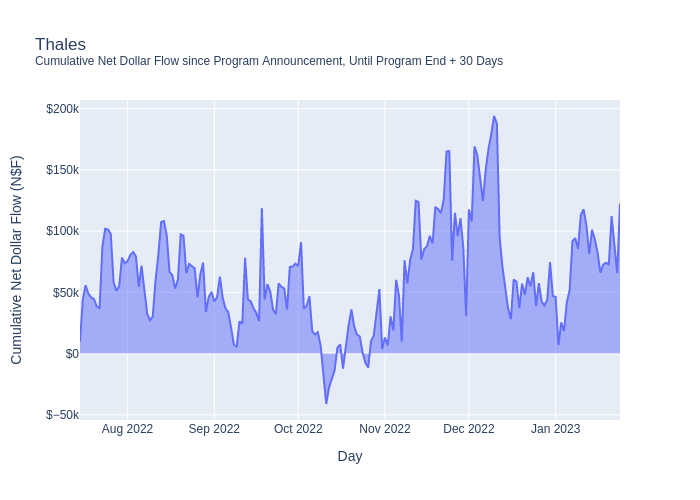 Thales
Cumulative Net Dollar Flow since Program Announcement, Until Program End + 30 Days
$200k
$150k
$100k
$50k
$0
$−50k
Cumulative Net Dollar Flow (N$F)
Aug 2022
Sep 2022
Oct 2022
Nov 2022
Dec 2022
Jan 2023
Day